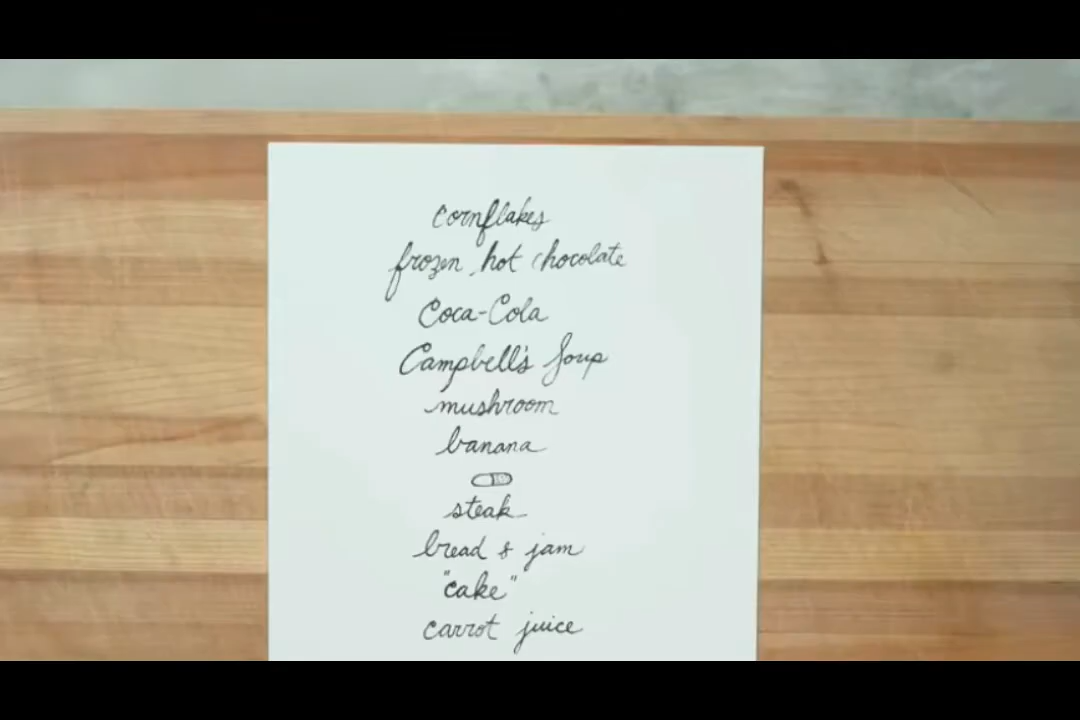 cornflakes
frozen hot chocolate
Coca-Cola
Campbell's Soup
mushroom
banana
steak
bread & jam
"cake"
carrot juice